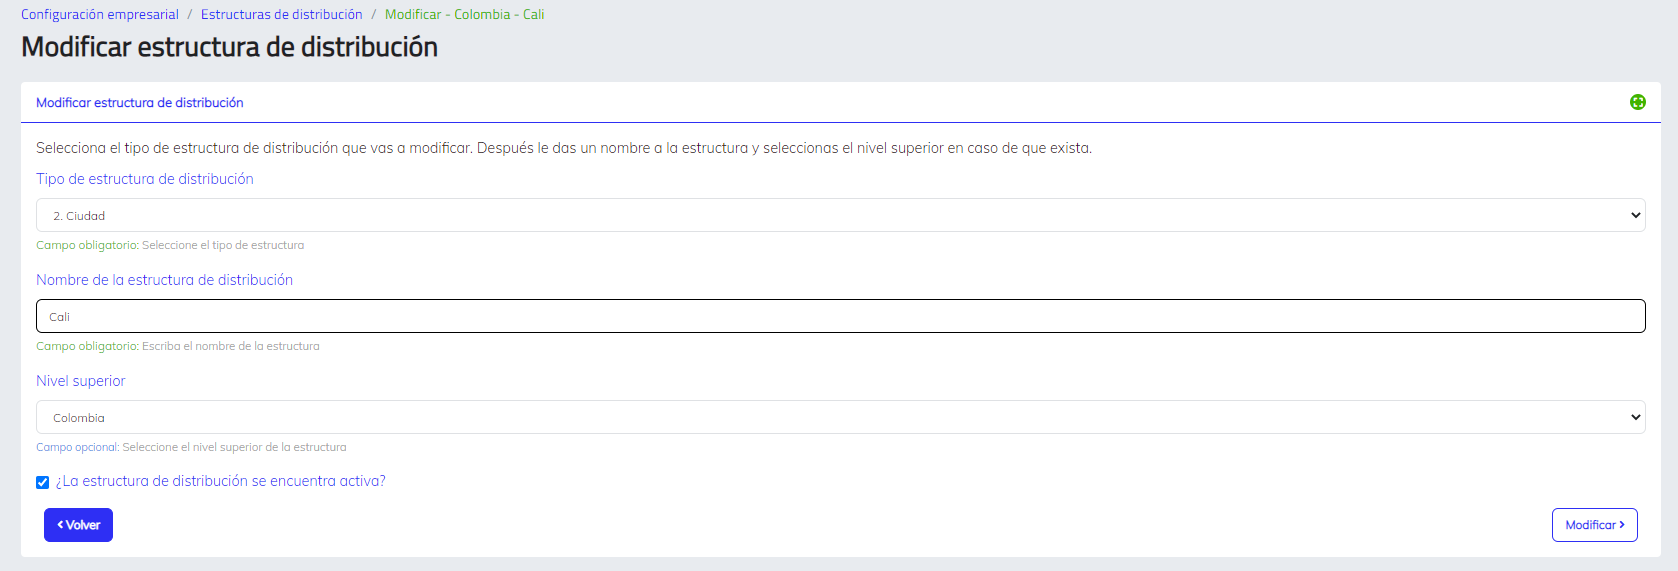 Configuración empresarial / Estructuras de distribución / Modificar - Colombia - Cali
Modificar estructura de distribución
Modificar estructura de distribución
Selecciona el tipo de estructura de distribución que vas a modificar. Después le das un nombre a la estructura y seleccionas el nivel superior en caso de que exista.
Tipo de estructura de distribución
2. Ciudad
Campo obligatorio: Seleccione el tipo de estructura
Nombre de la estructura de distribución
Cali
Campo obligatorio: Escriba el nombre de la estructura
Nivel superior
Colombia
Campo opcional: Seleccione el nivel superior de la estructura
¿La estructura de distribución se encuentra activa?
Volver
Modificar